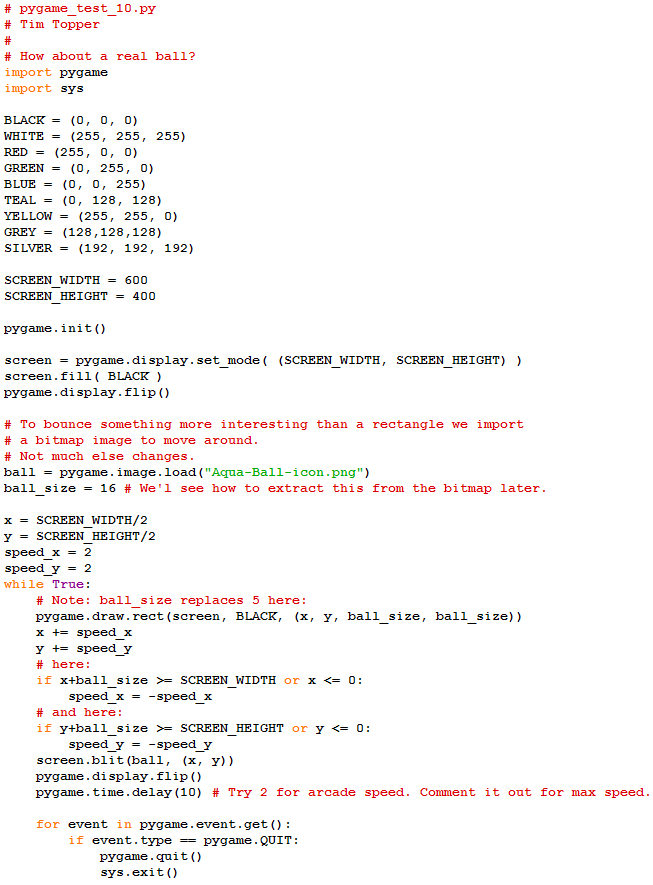 # pygame_test_10.py
# Tim Topper
#
# How about a real ball?
import pygame
import sys

BLACK = (0, 0, 0)
WHITE = (255, 255, 255)
RED = (255, 0, 0)
GREEN = (0, 255, 0)
BLUE = (0, 0, 255)
TEAL = (0, 128, 128)
YELLOW = (255, 255, 0)
GREY = (128,128,128)
SILVER = (192, 192, 192)

SCREEN_WIDTH = 600
SCREEN_HEIGHT = 400

pygame.init()

screen = pygame.display.set_mode( (SCREEN_WIDTH, SCREEN_HEIGHT) )
screen.fill( BLACK )
pygame.display.flip()

# To bounce something more interesting than a rectangle we import
# a bitmap image to move around.
# Not much else changes.
ball = pygame.image.load("Aqua-Ball-icon.png")
ball_size = 16 # We'l see how to extract this from the bitmap later.

x = SCREEN_WIDTH/2
y = SCREEN_HEIGHT/2
speed_x = 2
speed_y = 2
while True:
    # Note: ball_size replaces 5 here:
    pygame.draw.rect(screen, BLACK, (x, y, ball_size, ball_size))
    x += speed_x
    y += speed_y
    # here:
    if x+ball_size >= SCREEN_WIDTH or x <= 0:
        speed_x = -speed_x
    # and here:
    if y+ball_size >= SCREEN_HEIGHT or y <= 0:
        speed_y = -speed_y
    screen.blit(ball, (x, y))
    pygame.display.flip()
    pygame.time.delay(10) # Try 2 for arcade speed. Comment it out for max speed.

    for event in pygame.event.get():
        if event.type == pygame.QUIT:
            pygame.quit()
            sys.exit()